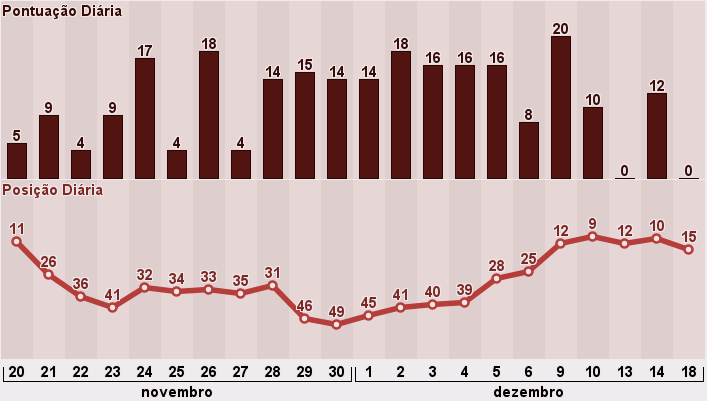 Pontuação Diária
5 9 4 9 17 4 18 4 14 15 14 14 18 16 16 16 8 20 10 0 12 0
Posição Diária
11 26 36 41 32 34 33 35 31 46 49 45 41 40 39 28 25 12 9 12 10 15
20 21 22 23 24 25 26 27 28 29 30 1 2 3 4 5 6 9 10 13 14 18
novembro dezembro